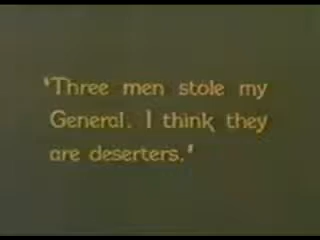 "Three men stole my
General. I think they
are deserters."